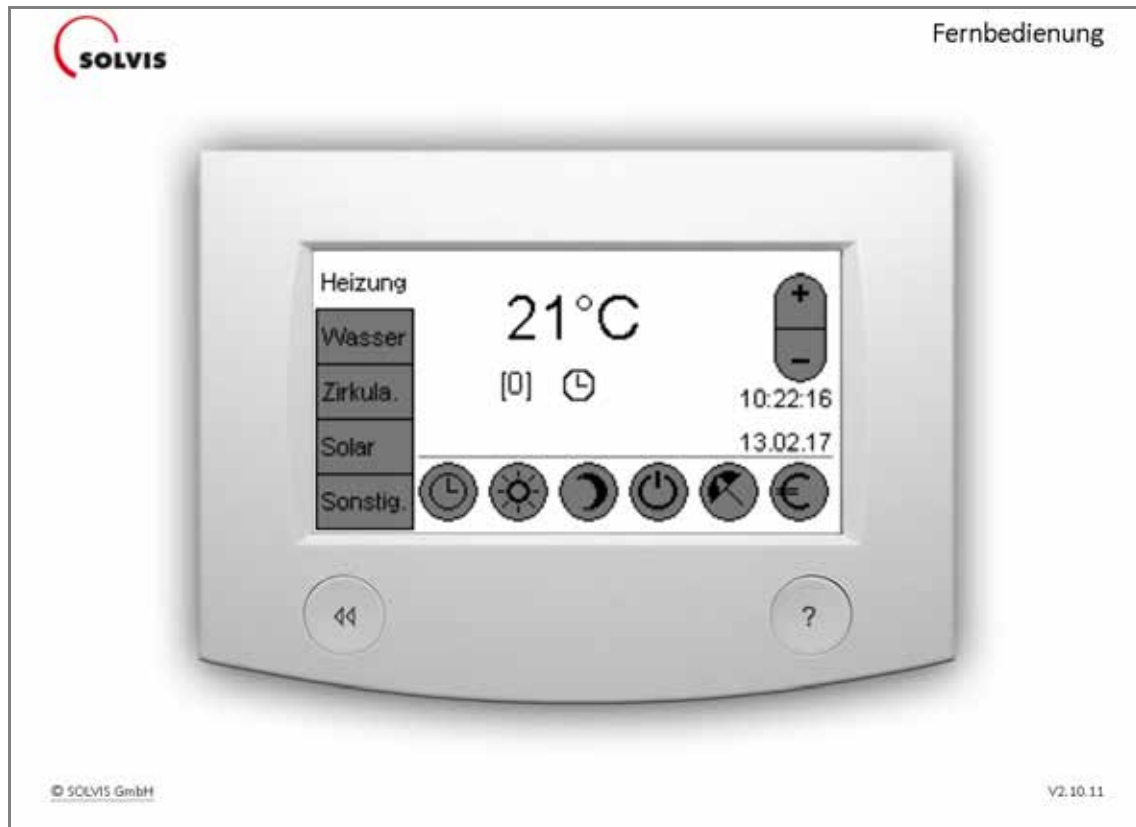 SOLVIS
Fernbedienung
Heizung
Wasser
Zirkula.
Solar
Sonstig.
21°C
[0]
+
−
10:22:16
13.02.17
€
?
© SOLVIS GmbH
V2.10.11